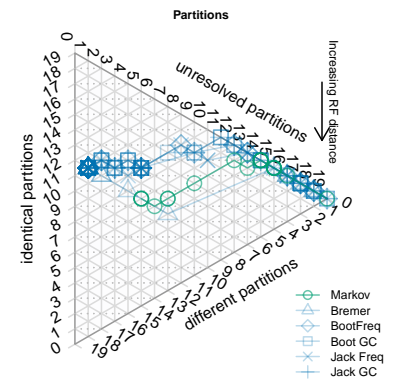 Partitions
unresolved partitions
Increasing RF distance
identical partitions
different partitions
0 1 2 3 4 5 6 7 8 9 10 11 12 13 14 15 16 17 18 19
19
18
17
16
15
14
13
12
11
10
9
8
7
6
5
4
3
2
1
0
19 18 17 16 15 14 13 12 11 10 9 8 7 6 5 4 3 2 1 0
Markov
Bremer
BootFreq
Boot GC
Jack Freq
Jack GC